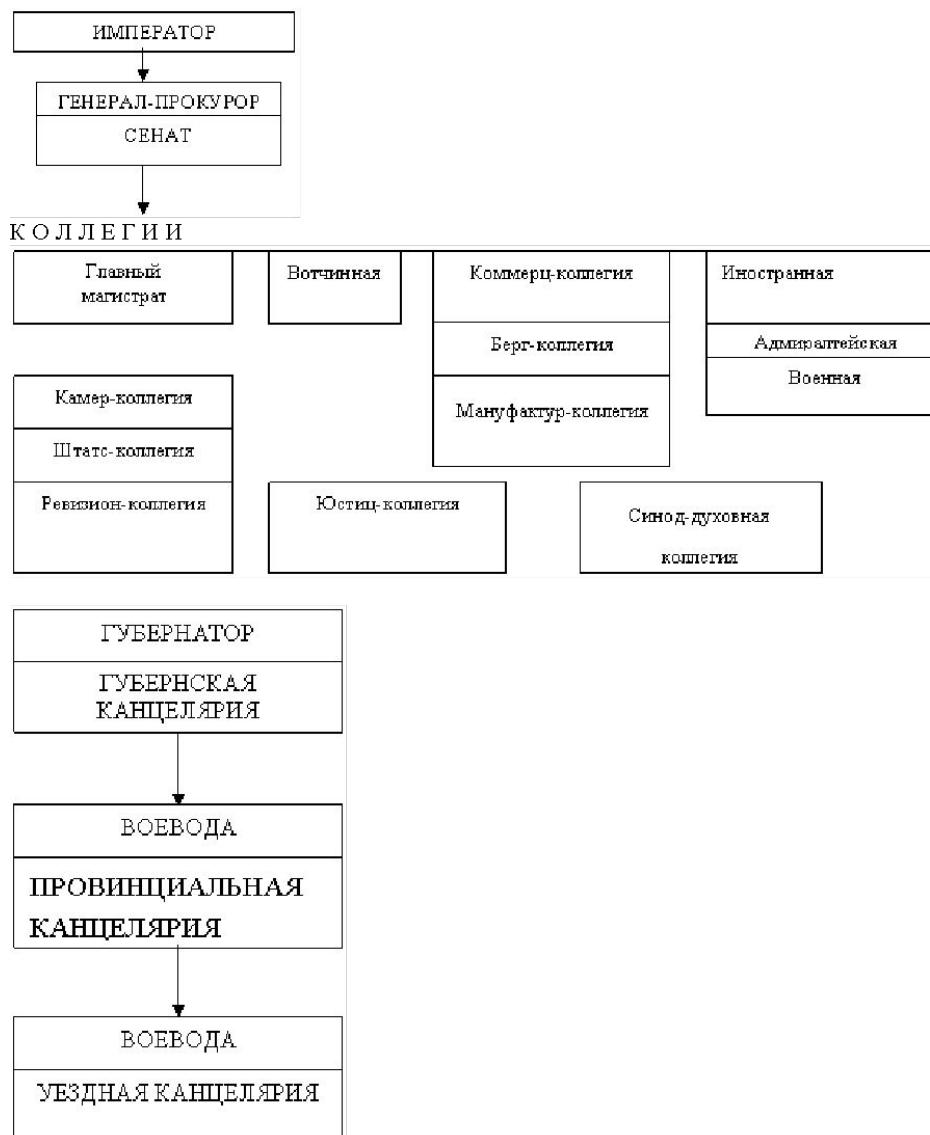 ИМПЕРАТОР
ГЕНЕРАЛ-ПРОКУРОР
СЕНАТ
К О Л Л Е Г И И
Главный
магистрат
Вотчинная
Коммерц-коллегия
Иностранная
Берг-коллегия
Адмиралтейская
Военная
Камер-коллегия
Мануфактур-коллегия
Штатс-коллегия
Ревизион-коллегия
Юстиц-коллегия
Синод-духовная
коллегия
ГУБЕРНАТОР
ГУБЕРНСКАЯ
КАНЦЕЛЯРИЯ
ВОЕВОДА
ПРОВИНЦИАЛЬНАЯ
КАНЦЕЛЯРИЯ
ВОЕВОДА
УЕЗДНАЯ КАНЦЕЛЯРИЯ